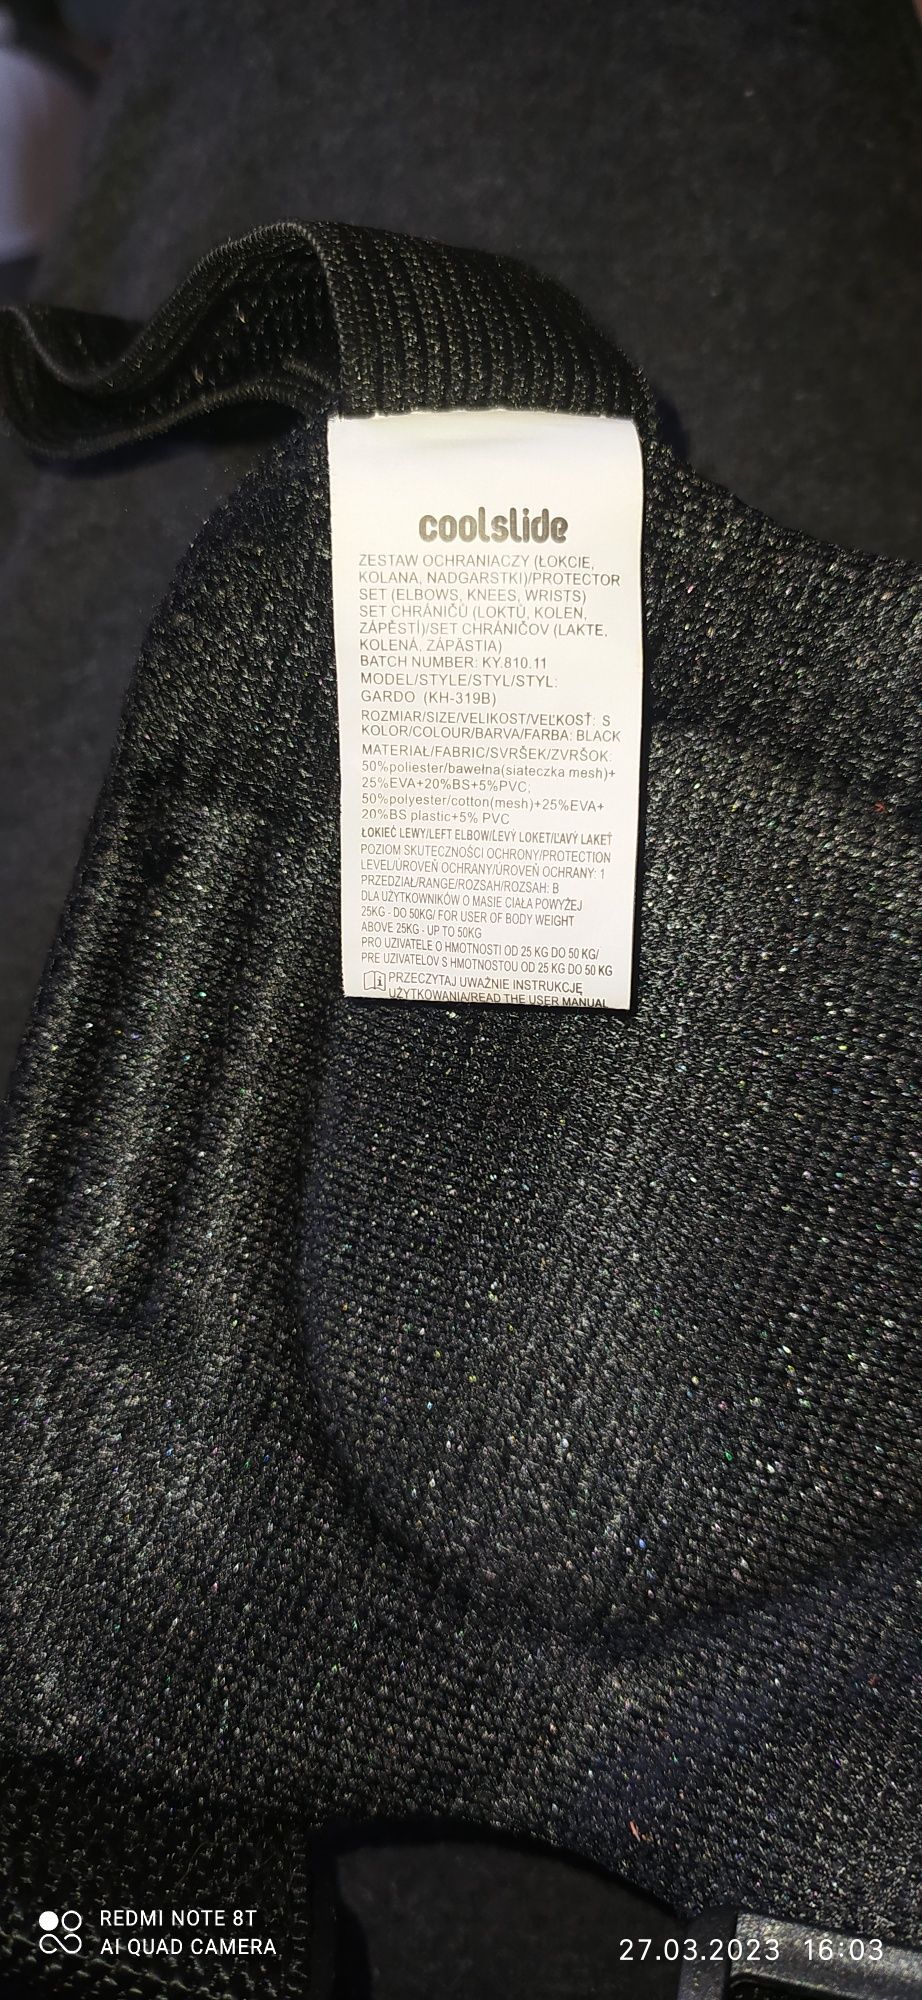 coolslide
ZESTAW OCHRANIACZY (ŁOKCIE,
KOLANA, NADGARSTKI)/PROTECTOR
SET (ELBOWS, KNEES, WRISTS)
SET CHRÁNIČŮ (LOKTŮ, KOLEN,
ZÁPĚSTÍ)/SET CHRÁNIČOV (LAKTE,
KOLENÁ, ZÁPÄSTIA)
BATCH NUMBER: KY.810.11
MODEL/STYLE/STYL/STYL:
GARDO (KH-319B)
ROZMIAR/SIZE/VELIKOST/VEĽKOSŤ: S
KOLOR/COLOUR/BARVA/FARBA: BLACK
MATERIAŁ/FABRIC/SVRŠEK/ZVRŠOK:
50%poliester/bawełna(siateczka mesh)+
25%EVA+20%BS+5%PVC;
50%polyester/cotton(mesh)+25%EVA+
20%BS plastic+5% PVC
ŁOKIEĆ LEWY/LEFT ELBOW/LEVÝ LOKET/ĽAVÝ LAKEŤ
POZIOM SKUTECZNOŚCI OCHRONY/PROTECTION
LEVEL/ÚROVEŇ OCHRANY/ÚROVEŇ OCHRANY: 1
PRZEDZIAŁ/RANGE/ROZSAH/ROZSAH: B
DLA UŻYTKOWNIKÓW O MASIE CIAŁA POWYŻEJ
25KG - DO 50KG/ FOR USER OF BODY WEIGHT
ABOVE 25KG - UP TO 50KG
PRO UZIVATELE O HMOTNOSTI OD 25 KG DO 50 KG/
PRE UZIVATELOV S HMOTNOSTOU OD 25 KG DO 50 KG
PRZECZYTAJ UWAŻNIE INSTRUKCJĘ
UŻYTKOWANIA/READ THE USER MANUAL
REDMI NOTE 8T
AI QUAD CAMERA
27.03.2023 16:03